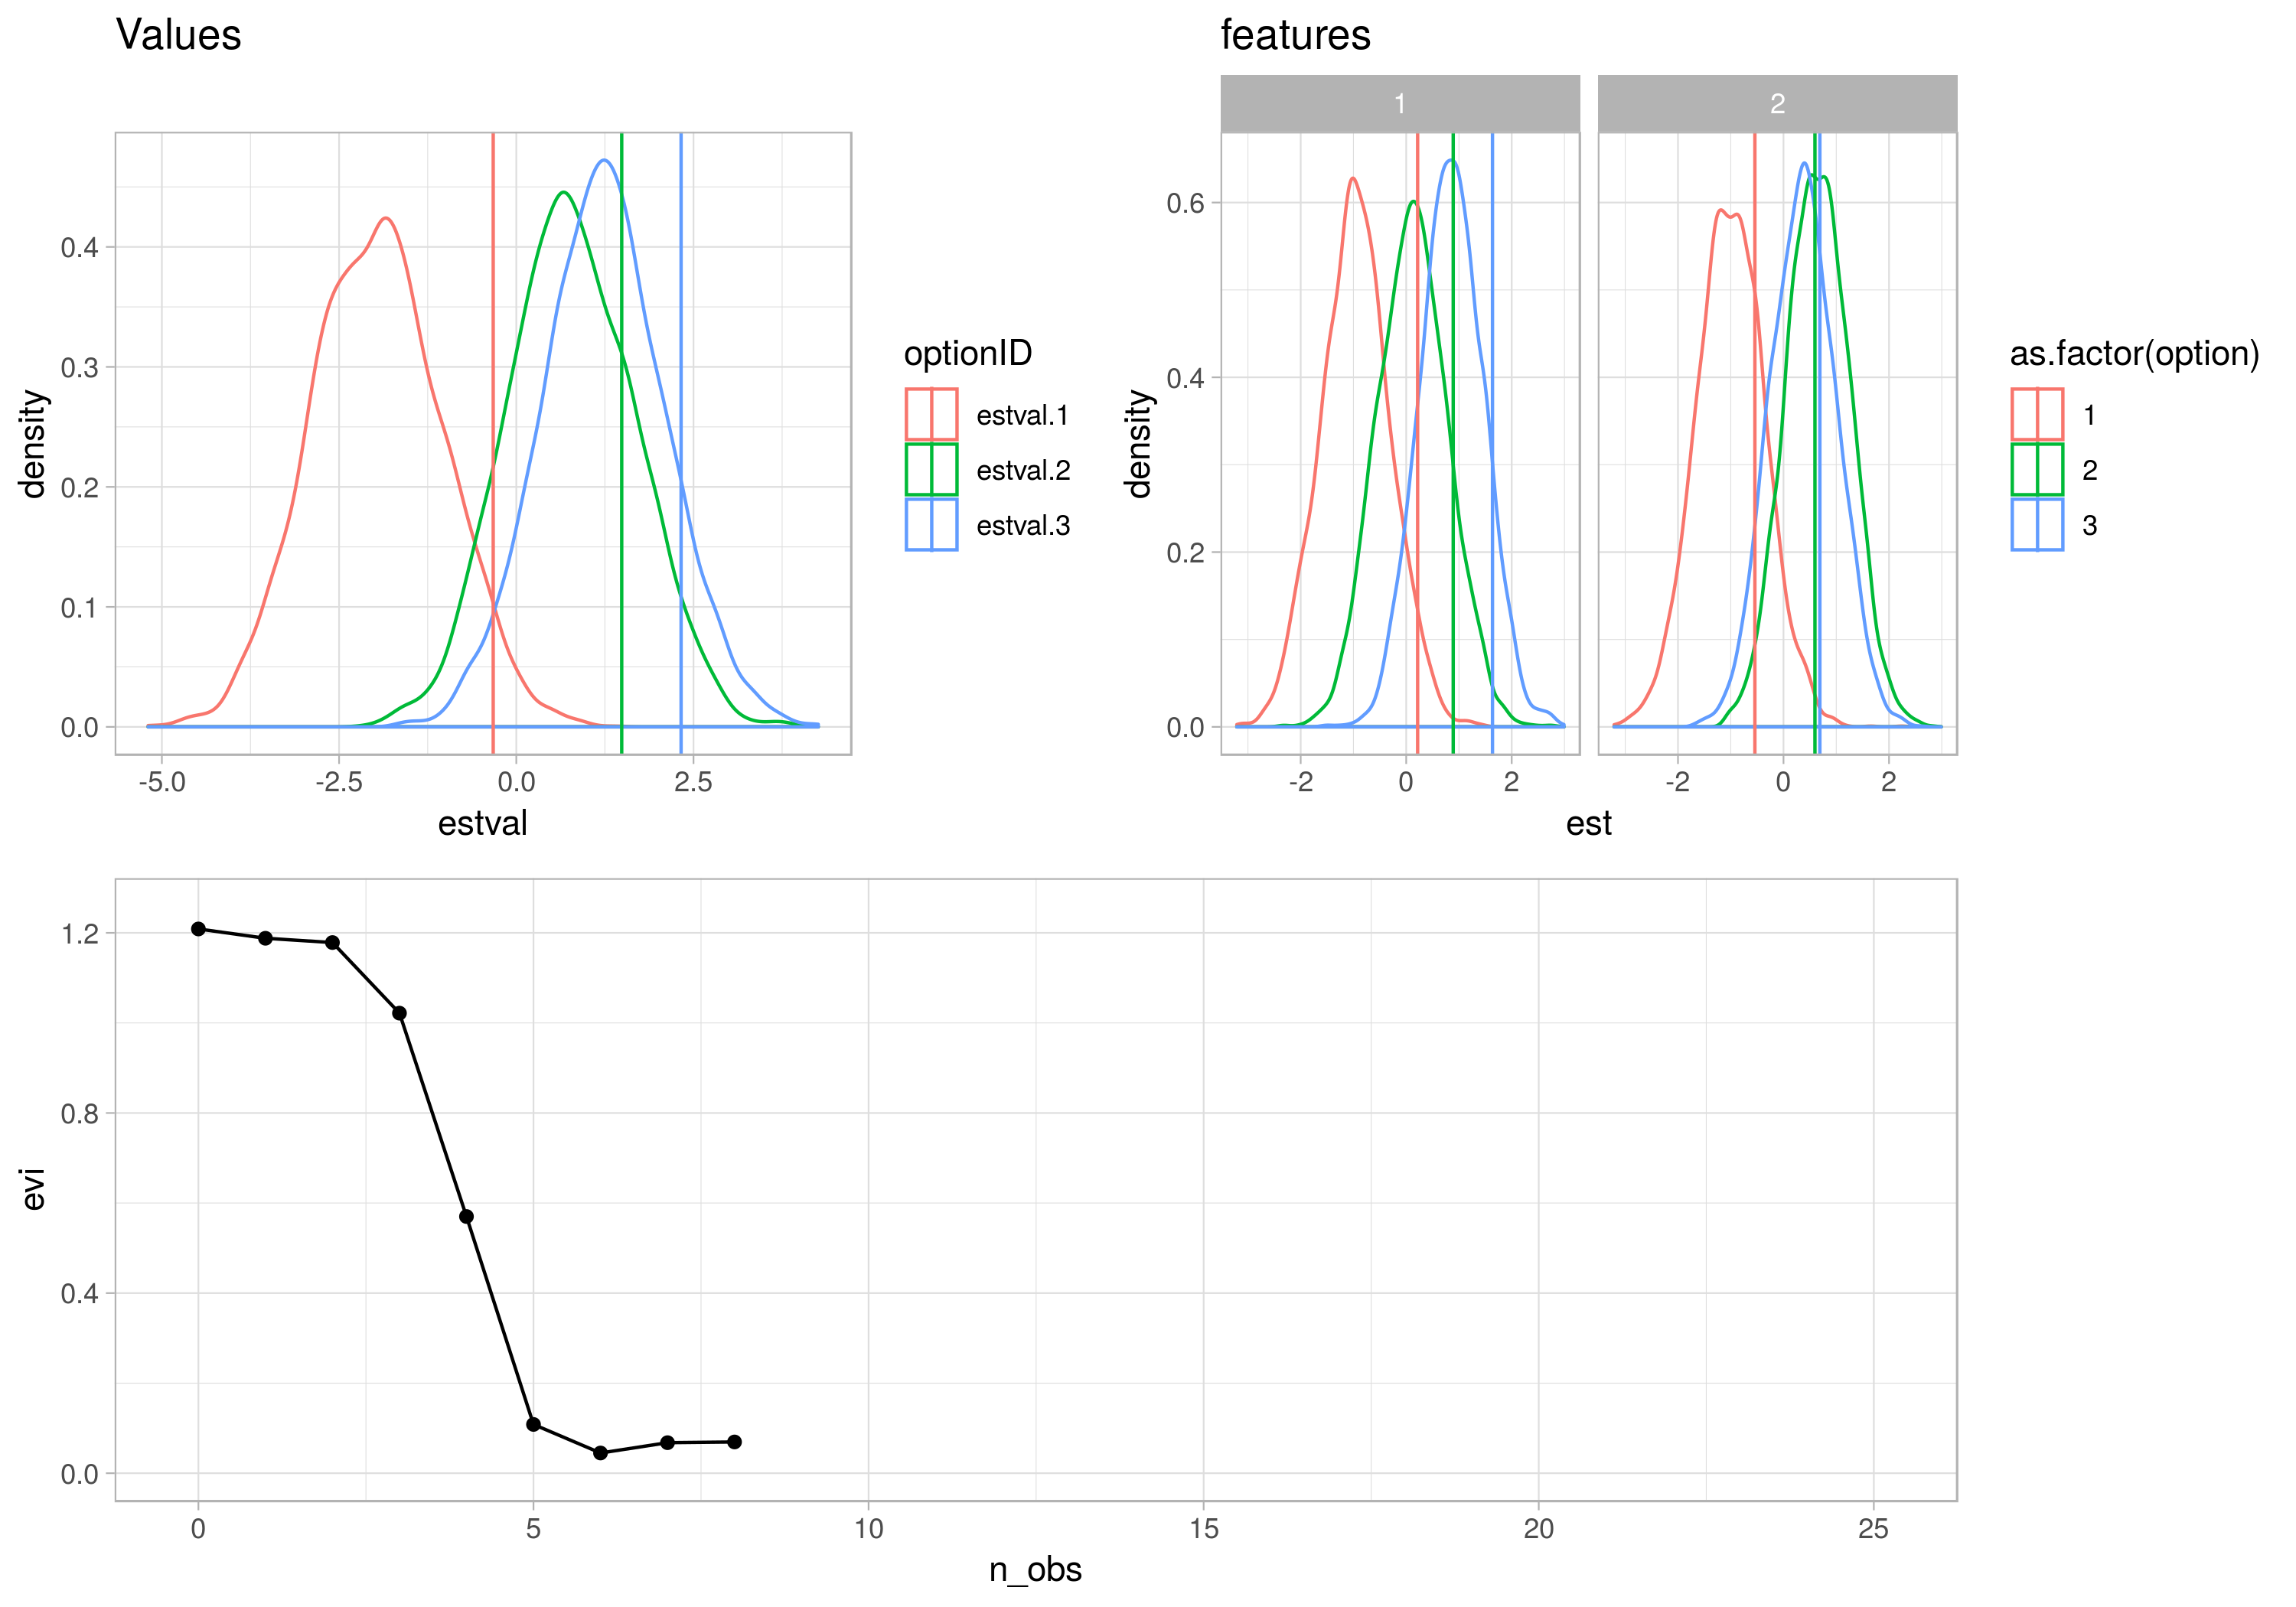 Values
density
0.4
0.3
0.2
0.1
0.0
-5.0 -2.5 0.0 2.5
estval
optionID
estval.1
estval.2
estval.3
features
1 2
density
0.6
0.4
0.2
0.0
-2 0 2 -2 0 2
est
as.factor(option)
1
2
3
evi
1.2
0.8
0.4
0.0
0 5 10 15 20 25
n_obs